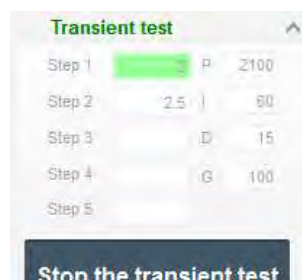 Transient test
Step 1 P 2100
Step 2 2.5 I 60
Step 3 D 15
Step 4 G 100
Step 5
Stop the transient test